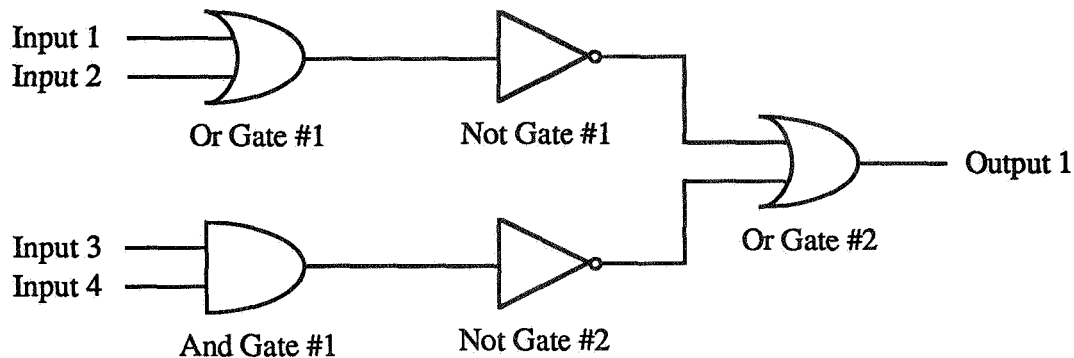 Input 1
Input 2
Or Gate #1
Not Gate #1
Output 1
Or Gate #2
Input 3
Input 4
And Gate #1
Not Gate #2